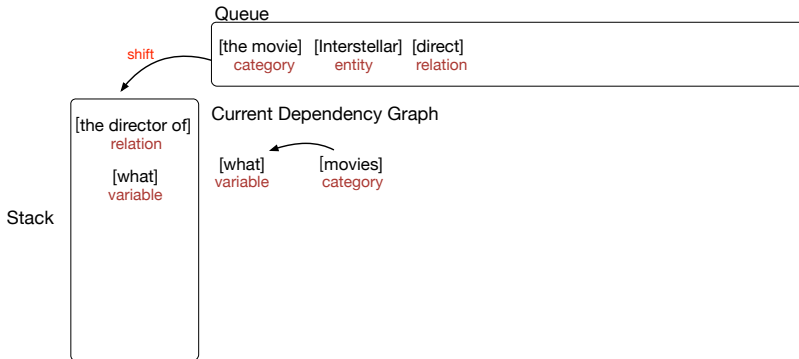 Queue
[the movie] [Interstellar] [direct]
category entity relation
shift
Current Dependency Graph
[the director of]
relation
[what]
variable
[what] [movies]
variable category
Stack